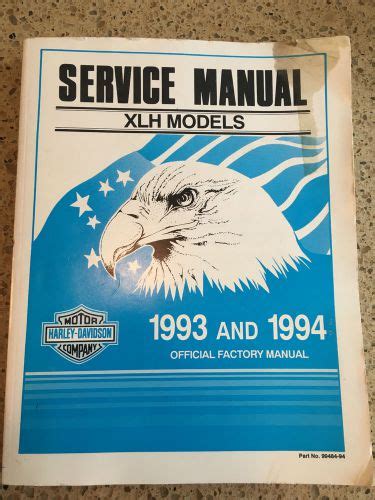 SERVICE MANUAL
XLH MODELS
MOTOR
HARLEY-DAVIDSON
COMPANY
1993 AND 1994
OFFICIAL FACTORY MANUAL
Part No. 99484-94